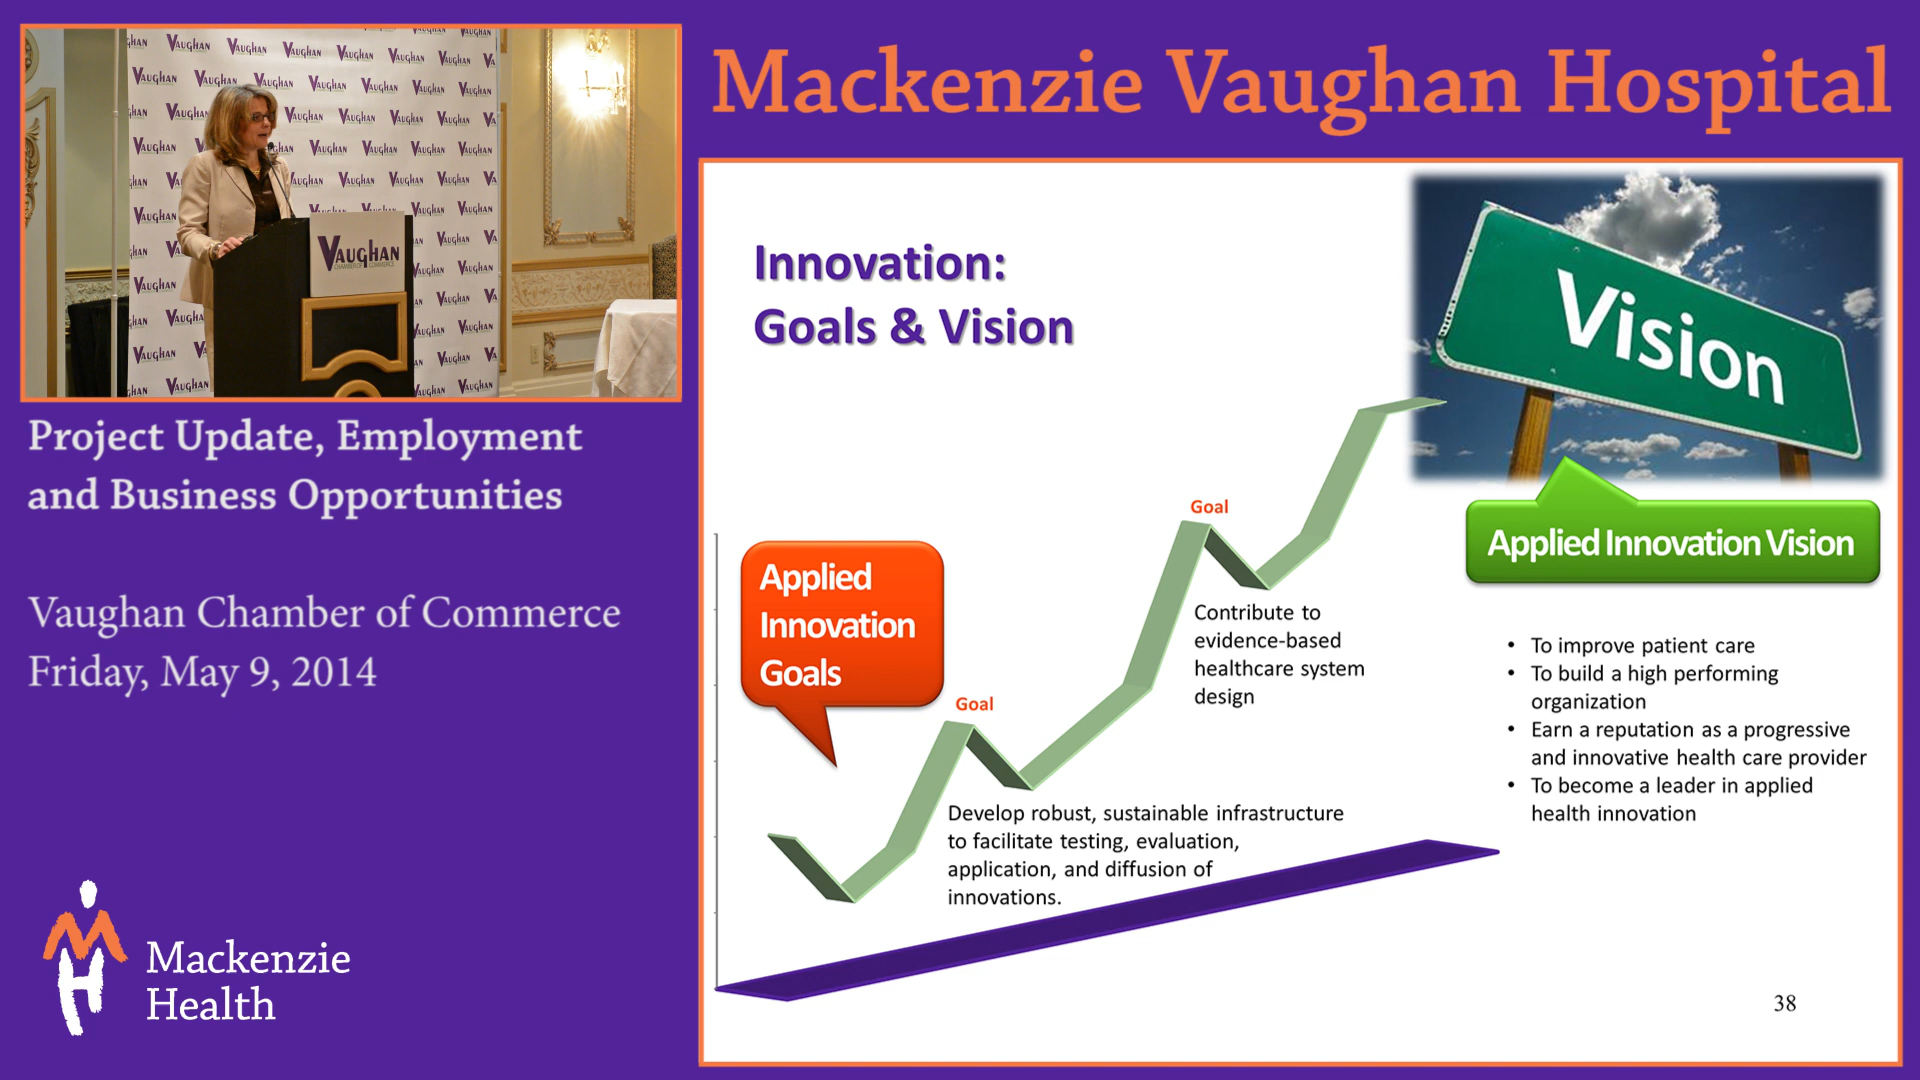 Mackenzie Vaughan Hospital
VAUGHAN
CHAMBER OF COMMERCE
Project Update, Employment
and Business Opportunities
Vaughan Chamber of Commerce
Friday, May 9, 2014
Mackenzie
Health
Innovation:
Goals & Vision
Vision
Applied Innovation Vision
Applied
Innovation
Goals
Goal
Goal
Contribute to
evidence-based
healthcare system
design
Develop robust, sustainable infrastructure
to facilitate testing, evaluation,
application, and diffusion of
innovations.
• To improve patient care
• To build a high performing
organization
• Earn a reputation as a progressive
and innovative health care provider
• To become a leader in applied
health innovation
38